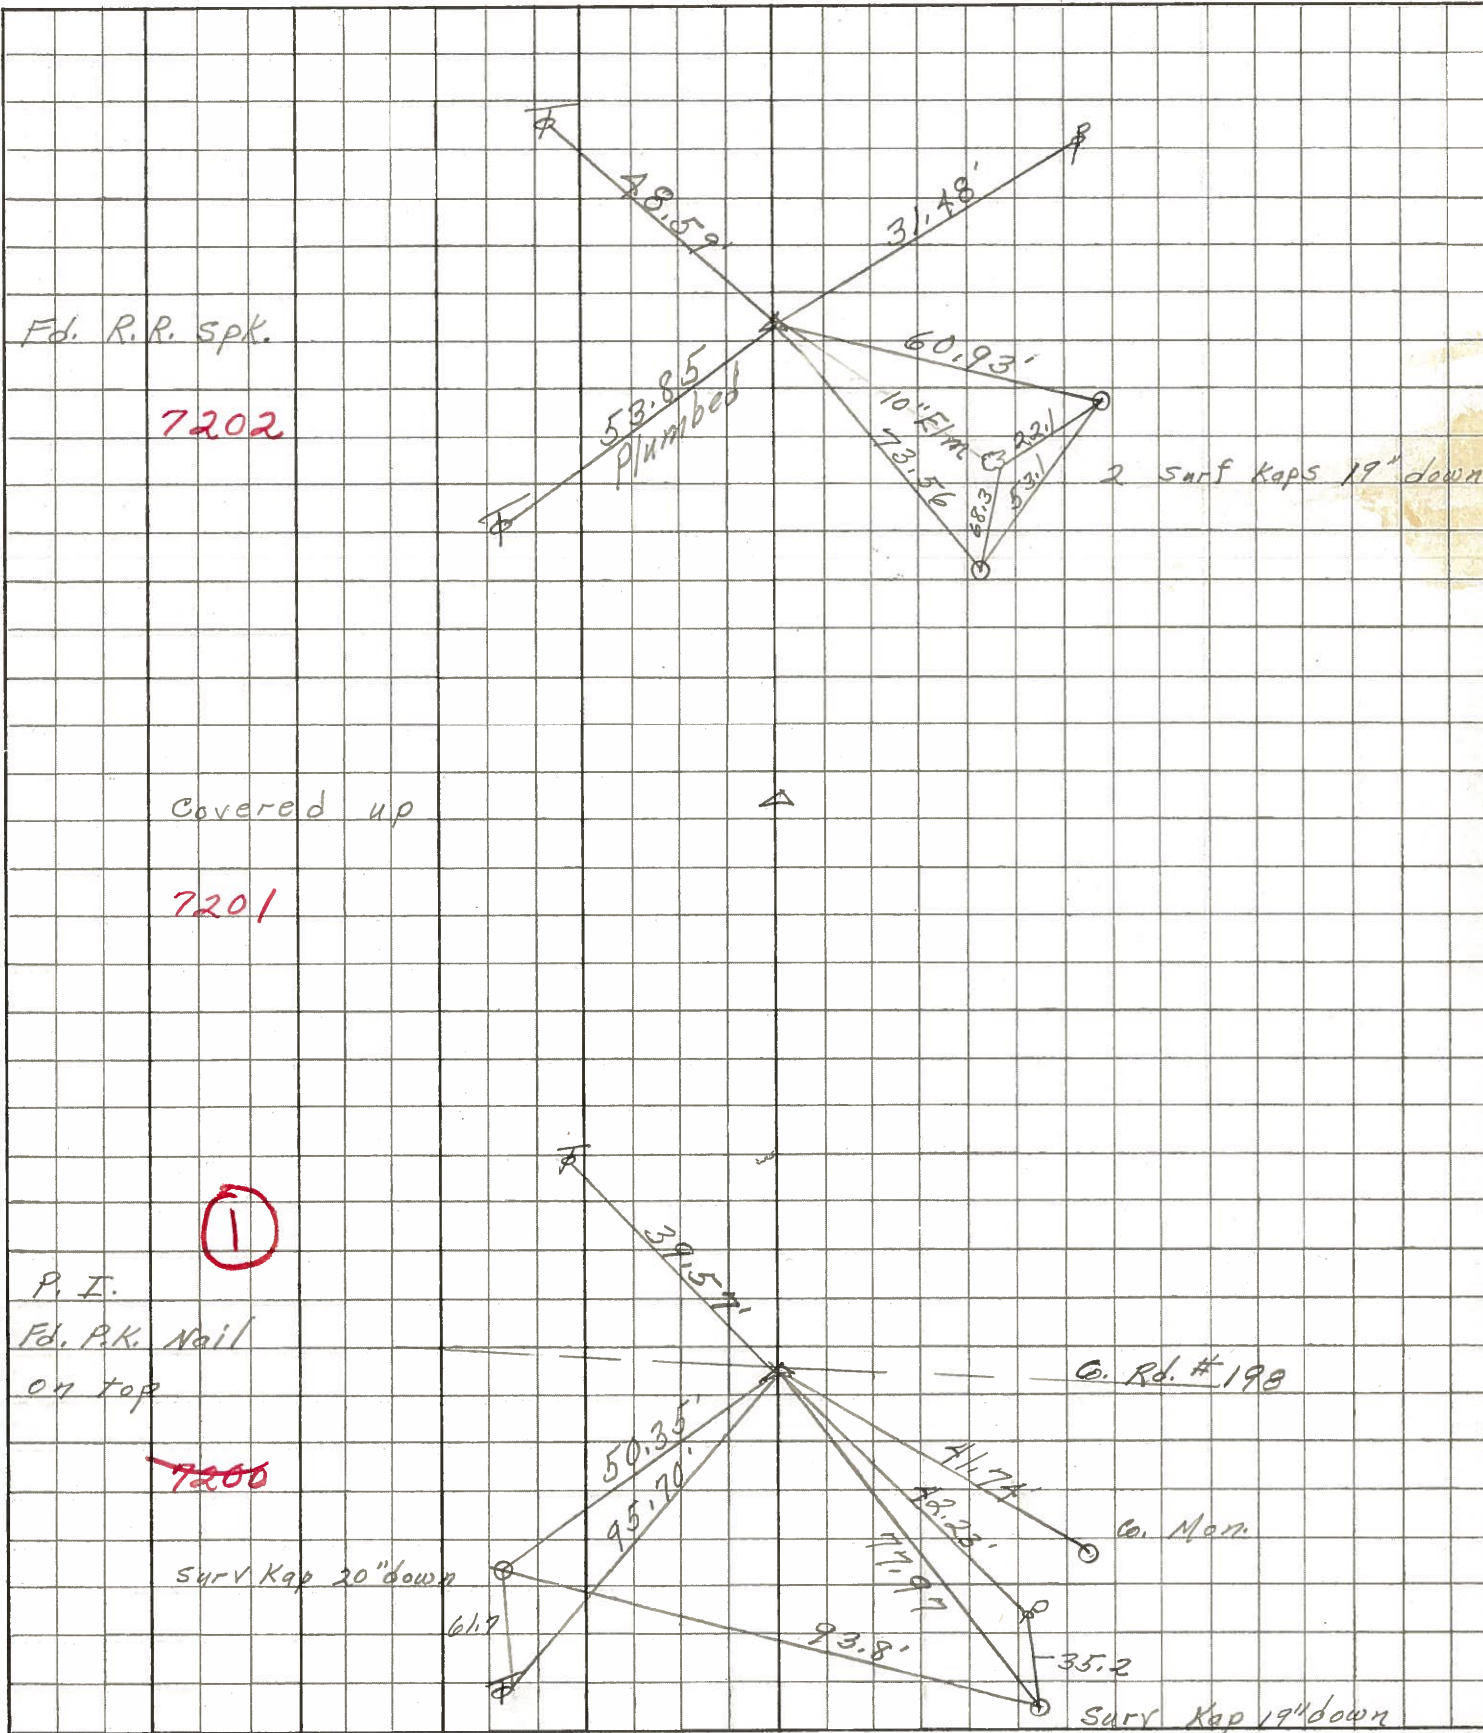 48.59'
31.48'
Fd. R.R. Spk.
60.93'
53.85
Plumbed
7202
10" Elm
22.1
73.56
68.3
53.1
2 Surf Kaps 19" down
Covered up
7201
1
39.57'
P.I.
Fd. P.K. Nail
on top
Co. Rd. # 198
50.35'
95.70'
41.74'
42.23'
77.97
7200
Co. Mon.
Surv Kap 20" down
61.7
93.8'
35.2
Surv Kap 19" down